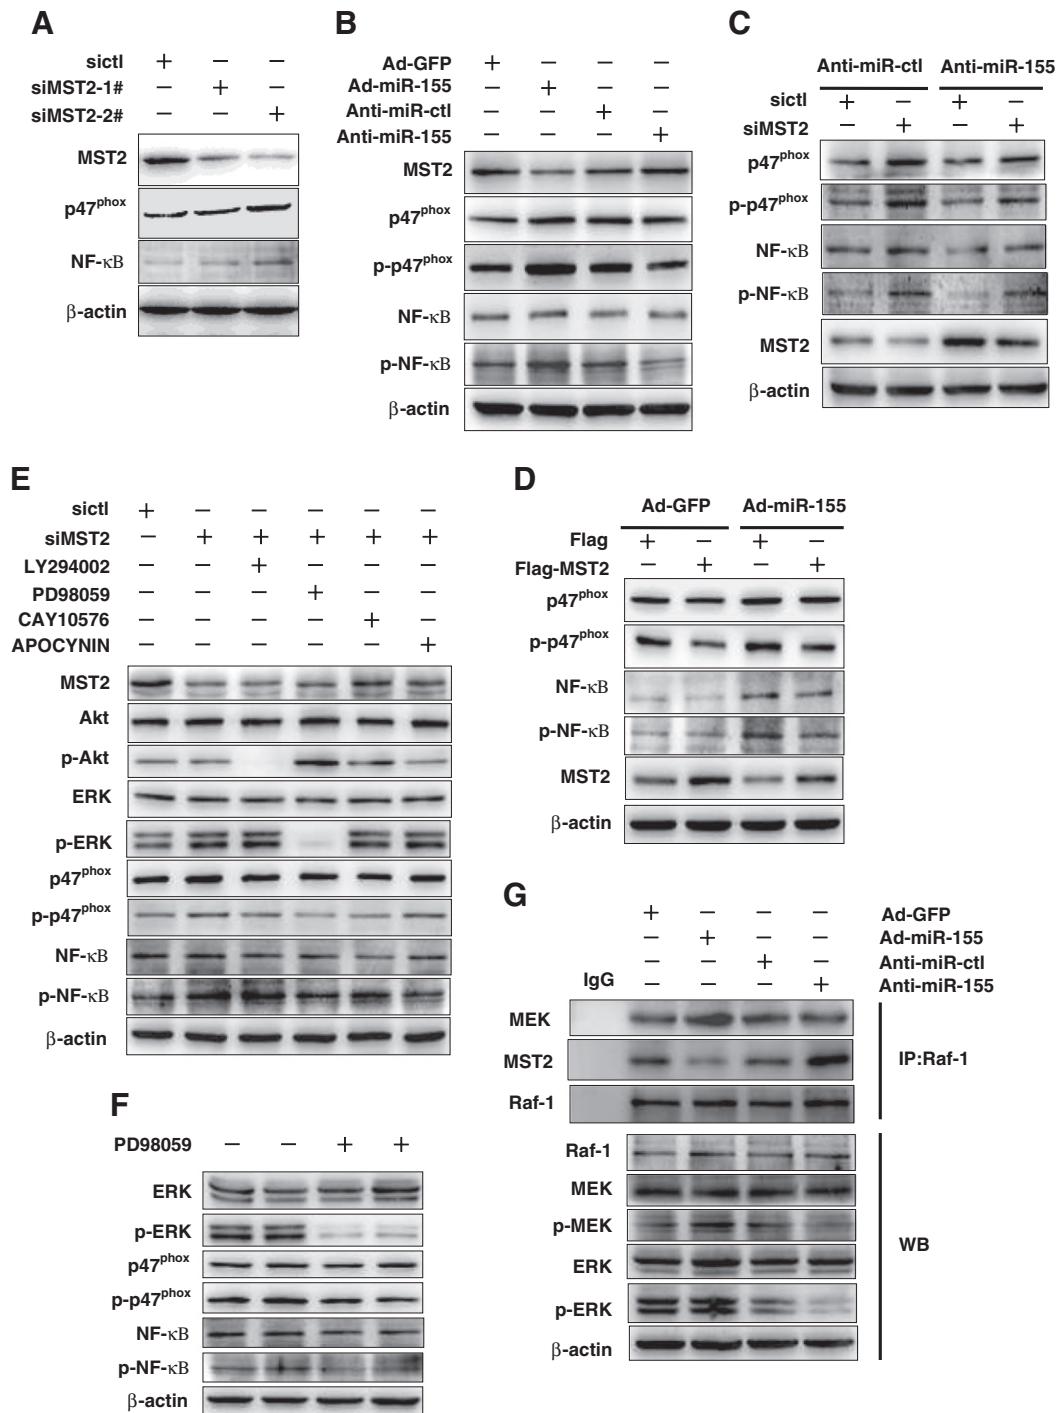 A
sictl + − −
siMST2-1# − + −
siMST2-2# − − +
MST2
p47phox
NF-κB
β-actin
B
Ad-GFP + − − −
Ad-miR-155 − + − −
Anti-miR-ctl − − + −
Anti-miR-155 − − − +
MST2
p47phox
p-p47phox
NF-κB
p-NF-κB
β-actin
C
Anti-miR-ctl Anti-miR-155
sictl + − + −
siMST2 − + − +
p47phox
p-p47phox
NF-κB
p-NF-κB
MST2
β-actin
E
sictl + − − − − −
siMST2 − + + + + +
LY294002 − − + − − −
PD98059 − − − + − −
CAY10576 − − − − + −
APOCYNIN − − − − − +
MST2
Akt
p-Akt
ERK
p-ERK
p47phox
p-p47phox
NF-κB
p-NF-κB
β-actin
D
Ad-GFP Ad-miR-155
Flag + − + −
Flag-MST2 − + − +
p47phox
p-p47phox
NF-κB
p-NF-κB
MST2
β-actin
F
PD98059 − − + +
ERK
p-ERK
p47phox
p-p47phox
NF-κB
p-NF-κB
β-actin
G
+ − − − Ad-GFP
− + − − Ad-miR-155
− − + − Anti-miR-ctl
IgG − − − + Anti-miR-155
MEK
MST2
Raf-1
IP:Raf-1
Raf-1
MEK
p-MEK
ERK
p-ERK
β-actin
WB